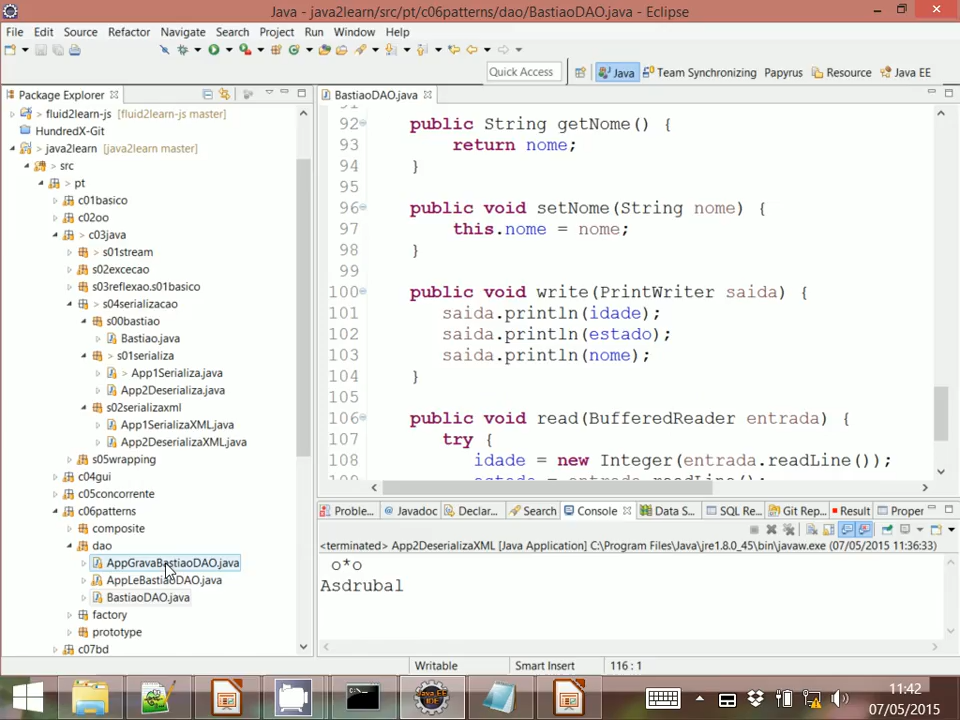 Java - java2learn/src/pt/c06patterns/dao/BastiaoDAO.java - Eclipse
File Edit Source Refactor Navigate Search Project Run Window Help
Quick Access Java Team Synchronizing Papyrus Resource Java EE
Package Explorer
> fluid2learn-js [fluid2learn-js master]
HundredX-Git
> java2learn [java2learn master]
> src
> pt
c01basico
c02oo
> c03java
> s01stream
s02excecao
s03reflexao.s01basico
> s04serializacao
s00bastiao
Bastiao.java
> s01serializa
> App1Serializa.java
App2Deserializa.java
s02serializaxml
App1SerializaXML.java
App2DeserializaXML.java
s05wrapping
c04gui
c05concorrente
c06patterns
composite
dao
AppGravaBastiaoDAO.java
AppLeBastiaoDAO.java
BastiaoDAO.java
factory
prototype
c07bd
BastiaoDAO.java
92 public String getNome() {
93 return nome;
94 }
95
96 public void setNome(String nome) {
97 this.nome = nome;
98 }
99
100 public void write(PrintWriter saida) {
101 saida.println(idade);
102 saida.println(estado);
103 saida.println(nome);
104 }
105
106 public void read(BufferedReader entrada) {
107 try {
108 idade = new Integer(entrada.readLine());
Proble... Javadoc Declar... Search Console Data S... SQL Re... Git Rep... Result Proper
<terminated> App2DeserializaXML [Java Application] C:\Program Files\Java\jre1.8.0_45\bin\javaw.exe (07/05/2015 11:36:33)
o*o
Asdrubal
Writable Smart Insert 116 : 1
Java EE
IDE
11:42
07/05/2015